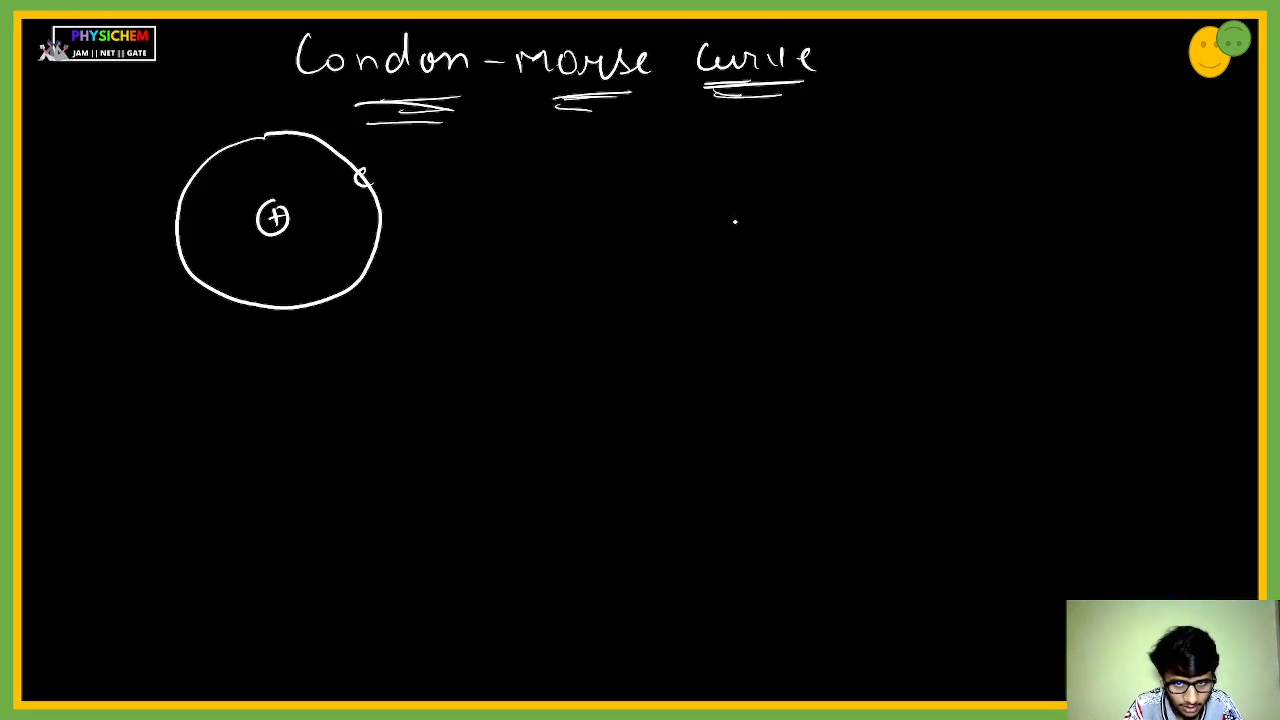 PHYSICHEM
JAM || NET || GATE
Condon-morse curve
+